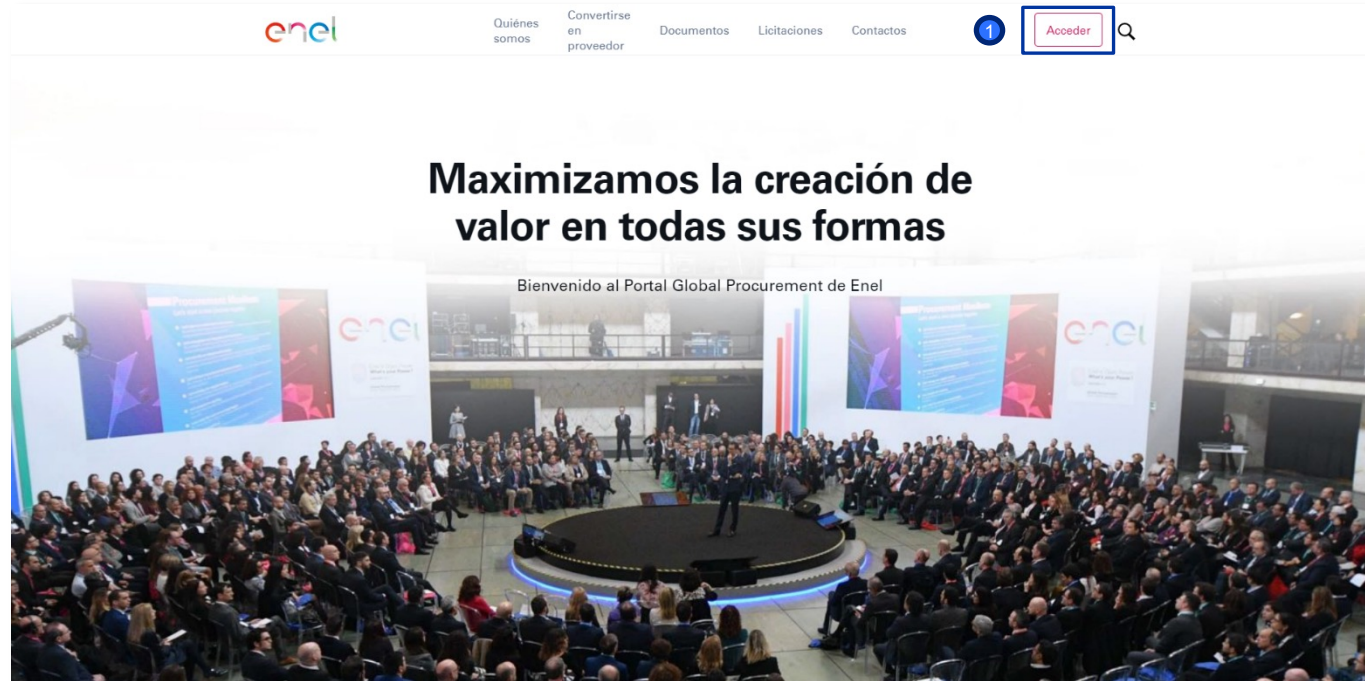 enel
Quiénes
somos
Convertirse
en
proveedor
Documentos
Licitaciones
Contactos
1
Acceder
Maximizamos la creación de
valor en todas sus formas
Bienvenido al Portal Global Procurement de Enel
enel
enel